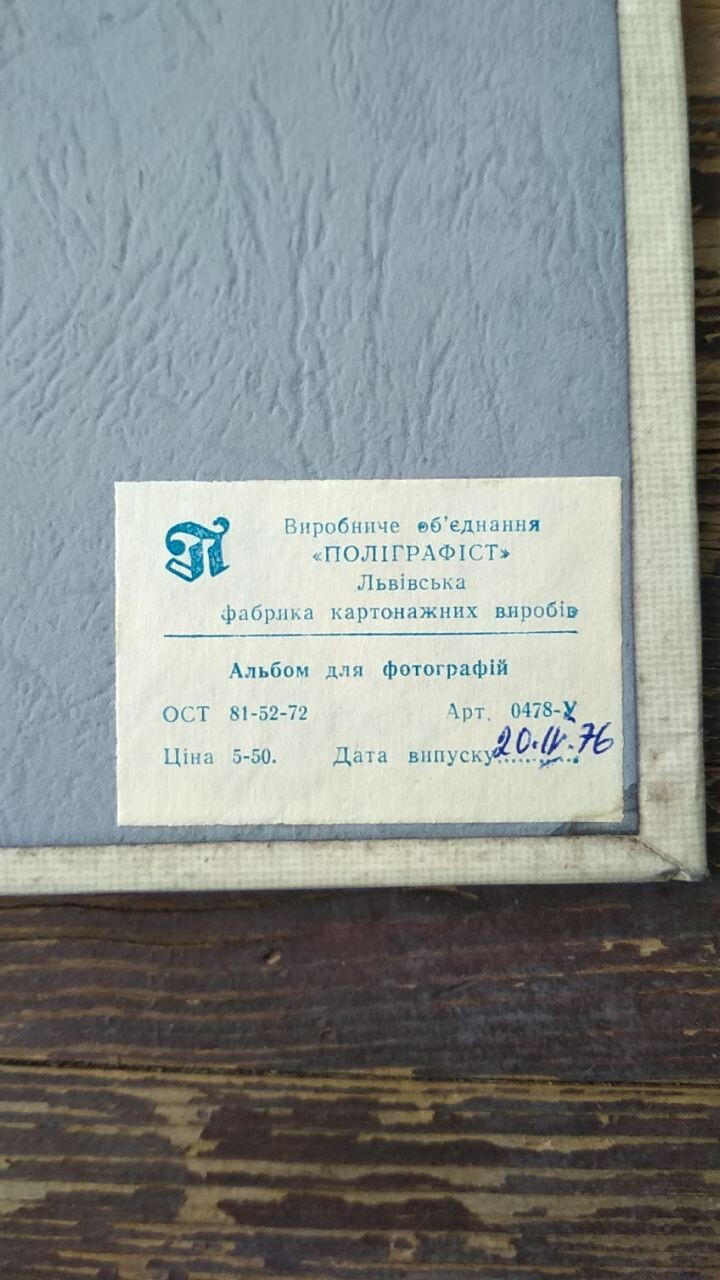 П
Виробниче об'єднання
«ПОЛІГРАФІСТ»
Львівська
фабрика картонажних виробів
Альбом для фотографій
ОСТ 81-52-72 Арт. 0478-У
Ціна 5-50. Дата випуску 20.IV.76